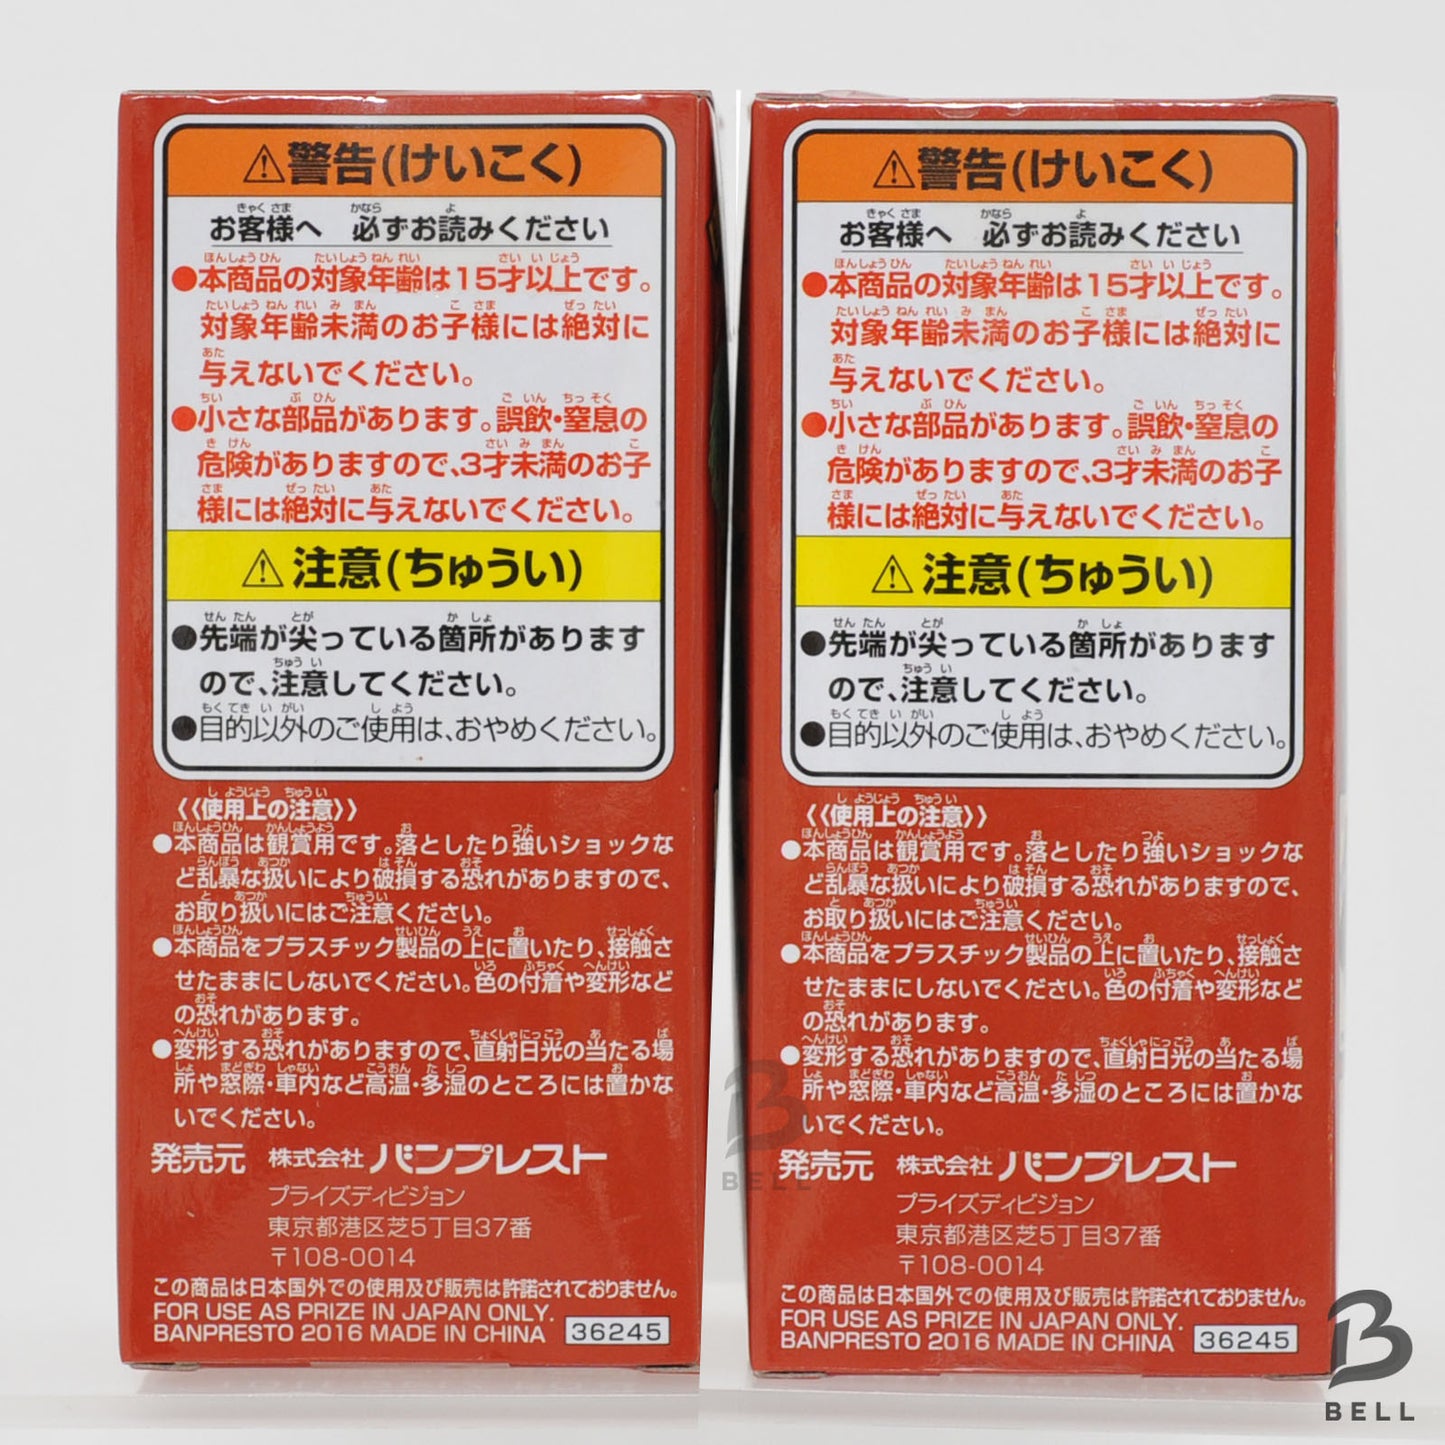 ⚠警告(けいこく)
お客様へ 必ずお読みください
●本商品の対象年齢は15才以上です。
対象年齢未満のお子様には絶対に
与えないでください。
●小さな部品があります。誤飲・窒息の
危険がありますので、3才未満のお子
様には絶対に与えないでください。
⚠注意(ちゅうい)
●先端が尖っている箇所があります
ので、注意してください。
●目的以外のご使用は、おやめください。
《使用上の注意》
●本商品は観賞用です。落としたり強いショックな
ど乱暴な扱いにより破損する恐れがありますので、
お取り扱いにはご注意ください。
●本商品をプラスチック製品の上に置いたり、接触さ
せたままにしないでください。色の付着や変形など
の恐れがあります。
●変形する恐れがありますので、直射日光の当たる場
所や窓際・車内など高温・多湿のところには置かな
いでください。
発売元 株式会社 バンプレスト
プライズディビジョン
東京都港区芝5丁目37番
〒108-0014
この商品は日本国外での使用及び販売は許諾されておりません。
FOR USE AS PRIZE IN JAPAN ONLY.
BANPRESTO 2016 MADE IN CHINA 36245
⚠警告(けいこく)
お客様へ 必ずお読みください
●本商品の対象年齢は15才以上です。
対象年齢未満のお子様には絶対に
与えないでください。
●小さな部品があります。誤飲・窒息の
危険がありますので、3才未満のお子
様には絶対に与えないでください。
⚠注意(ちゅうい)
●先端が尖っている箇所があります
ので、注意してください。
●目的以外のご使用は、おやめください。
《使用上の注意》
●本商品は観賞用です。落としたり強いショックな
ど乱暴な扱いにより破損する恐れがありますので、
お取り扱いにはご注意ください。
●本商品をプラスチック製品の上に置いたり、接触さ
せたままにしないでください。色の付着や変形など
の恐れがあります。
●変形する恐れがありますので、直射日光の当たる場
所や窓際・車内など高温・多湿のところには置かな
いでください。
発売元 株式会社 バンプレスト
プライズディビジョン
東京都港区芝5丁目37番
〒108-0014
この商品は日本国外での使用及び販売は許諾されておりません。
FOR USE AS PRIZE IN JAPAN ONLY.
BANPRESTO 2016 MADE IN CHINA 36245
BELL
BELL